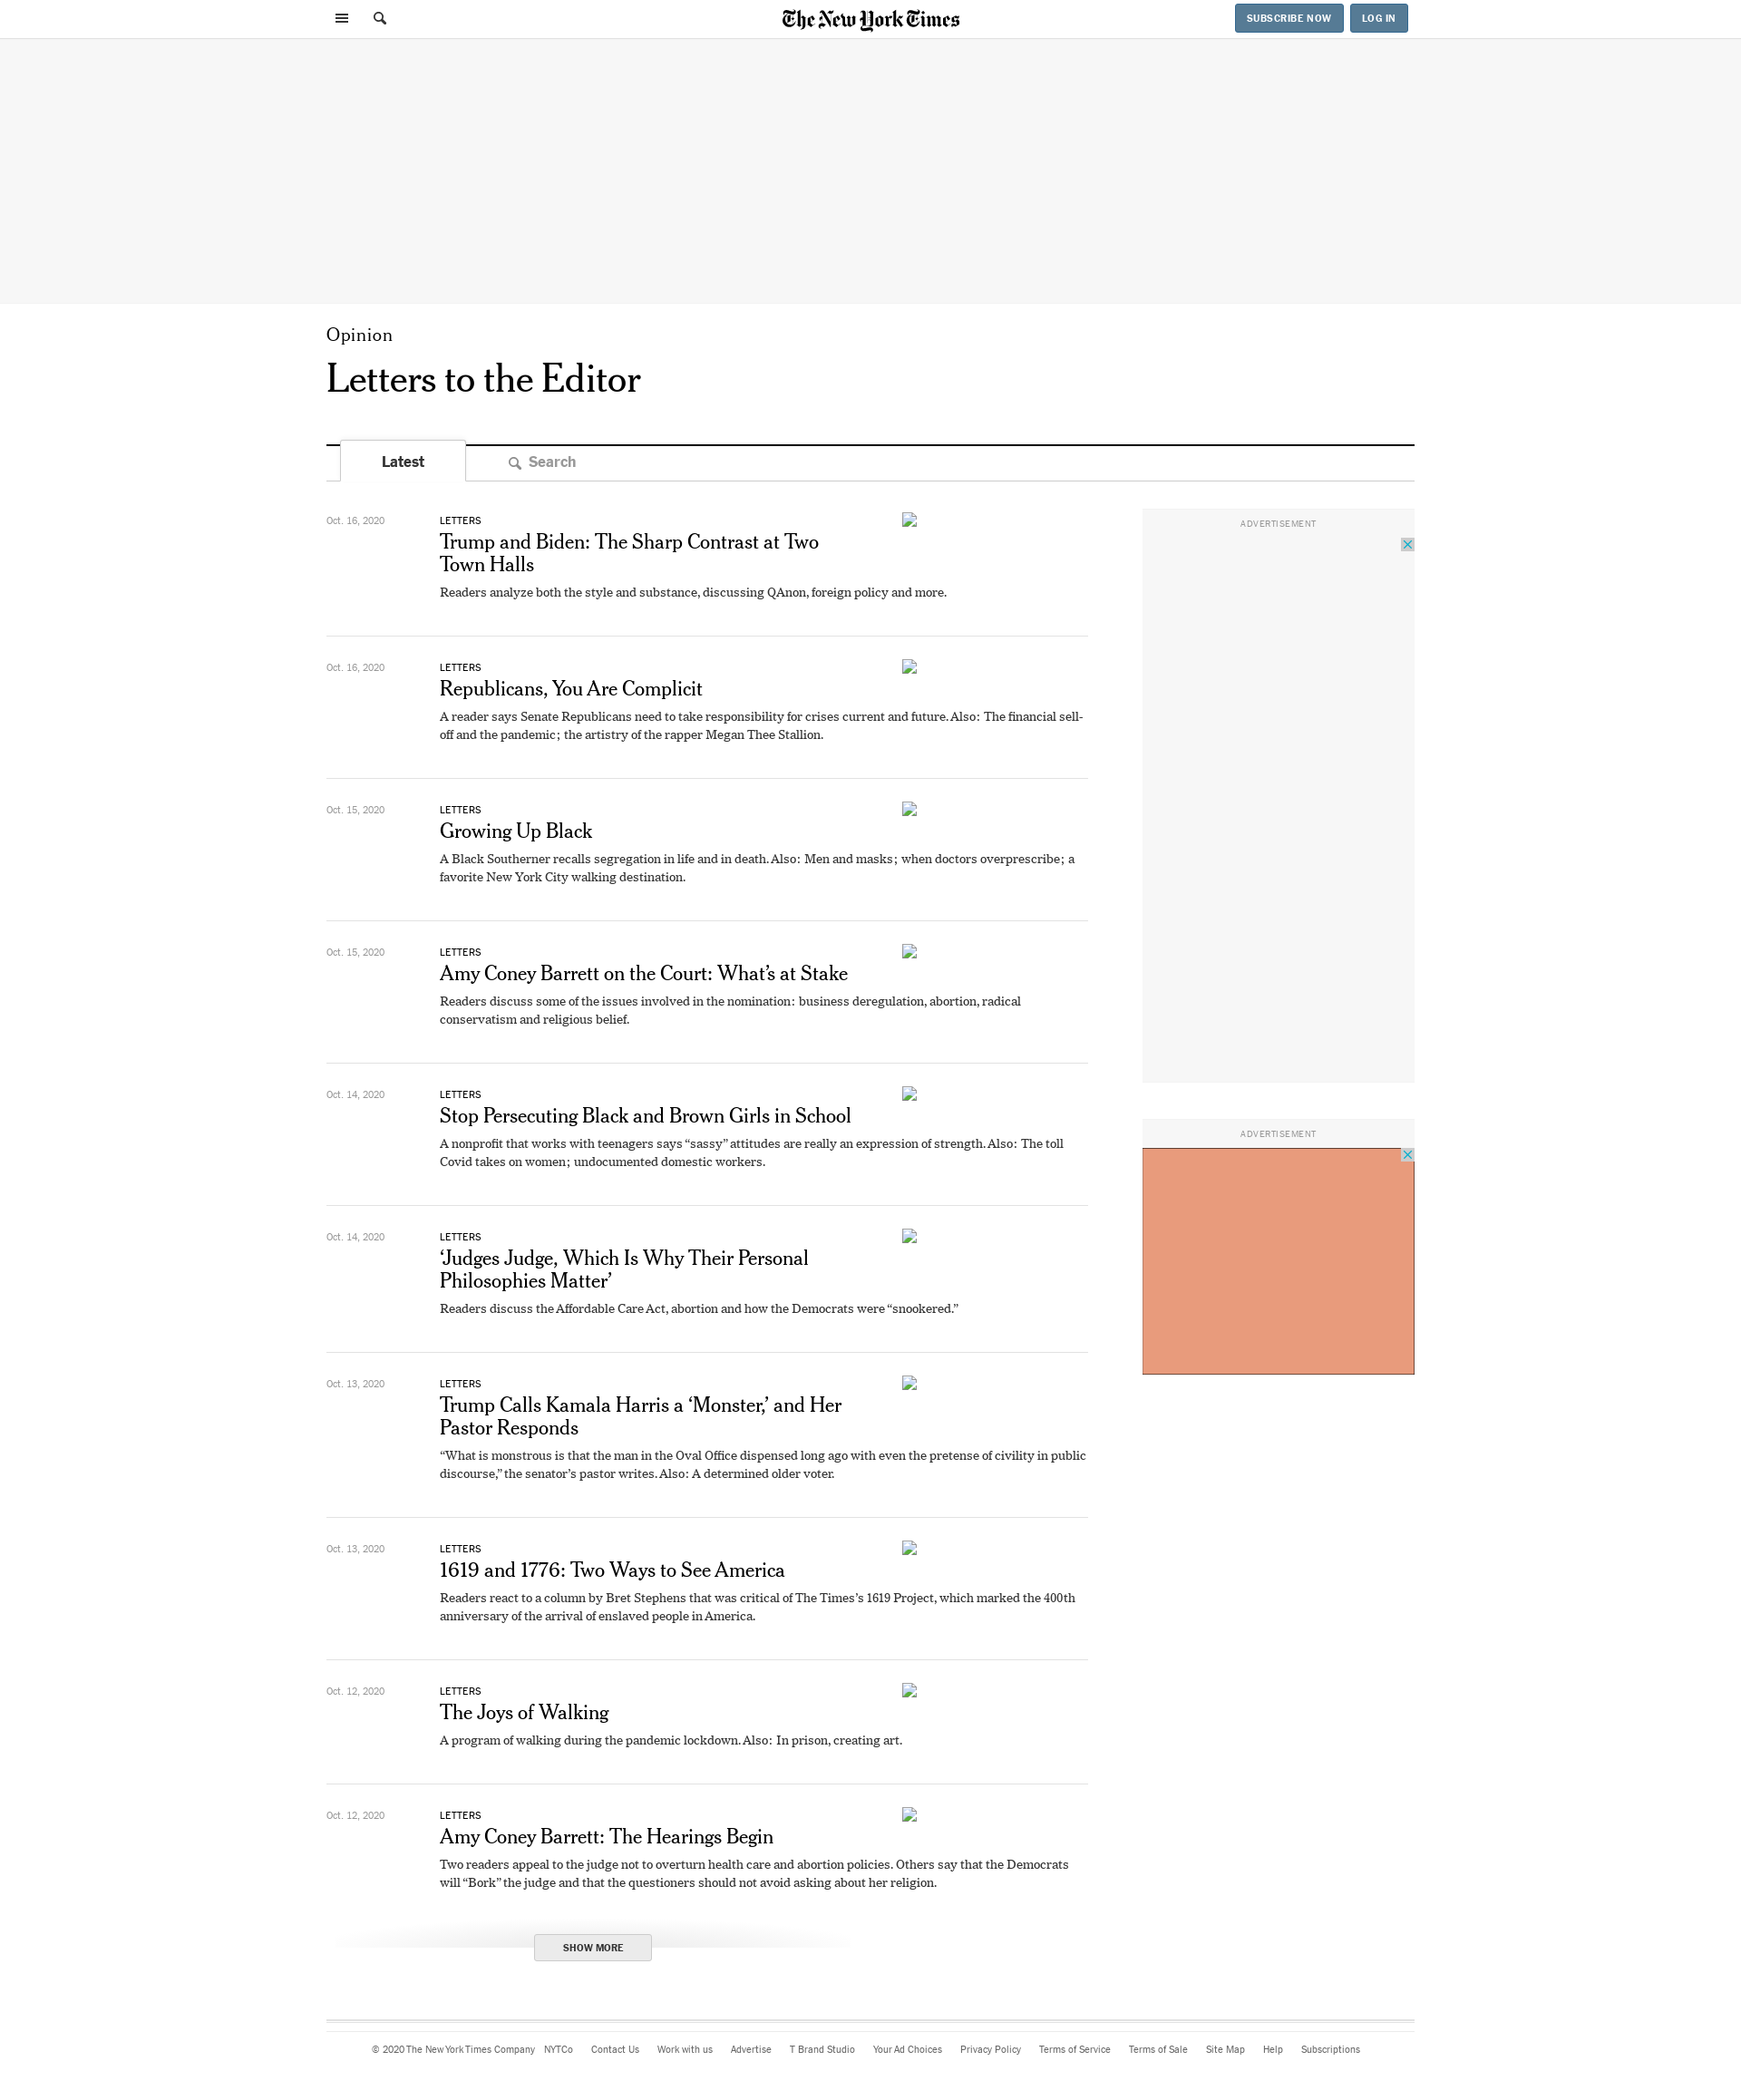 The New York Times
SUBSCRIBE NOW
LOG IN
Opinion
Letters to the Editor
Latest
Search
Oct. 16, 2020
LETTERS
Trump and Biden: The Sharp Contrast at Two
Town Halls
Readers analyze both the style and substance, discussing QAnon, foreign policy and more.
Oct. 16, 2020
LETTERS
Republicans, You Are Complicit
A reader says Senate Republicans need to take responsibility for crises current and future. Also: The financial sell-
off and the pandemic; the artistry of the rapper Megan Thee Stallion.
Oct. 15, 2020
LETTERS
Growing Up Black
A Black Southerner recalls segregation in life and in death. Also: Men and masks; when doctors overprescribe; a
favorite New York City walking destination.
Oct. 15, 2020
LETTERS
Amy Coney Barrett on the Court: What’s at Stake
Readers discuss some of the issues involved in the nomination: business deregulation, abortion, radical
conservatism and religious belief.
Oct. 14, 2020
LETTERS
Stop Persecuting Black and Brown Girls in School
A nonprofit that works with teenagers says “sassy” attitudes are really an expression of strength. Also: The toll
Covid takes on women; undocumented domestic workers.
Oct. 14, 2020
LETTERS
‘Judges Judge, Which Is Why Their Personal
Philosophies Matter’
Readers discuss the Affordable Care Act, abortion and how the Democrats were “snookered.”
Oct. 13, 2020
LETTERS
Trump Calls Kamala Harris a ‘Monster,’ and Her
Pastor Responds
“What is monstrous is that the man in the Oval Office dispensed long ago with even the pretense of civility in public
discourse,” the senator’s pastor writes. Also: A determined older voter.
Oct. 13, 2020
LETTERS
1619 and 1776: Two Ways to See America
Readers react to a column by Bret Stephens that was critical of The Times’s 1619 Project, which marked the 400th
anniversary of the arrival of enslaved people in America.
Oct. 12, 2020
LETTERS
The Joys of Walking
A program of walking during the pandemic lockdown. Also: In prison, creating art.
Oct. 12, 2020
LETTERS
Amy Coney Barrett: The Hearings Begin
Two readers appeal to the judge not to overturn health care and abortion policies. Others say that the Democrats
will “Bork” the judge and that the questioners should not avoid asking about her religion.
SHOW MORE
ADVERTISEMENT
ADVERTISEMENT
© 2020 The New York Times Company NYTCo Contact Us Work with us Advertise T Brand Studio Your Ad Choices Privacy Policy Terms of Service Terms of Sale Site Map Help Subscriptions